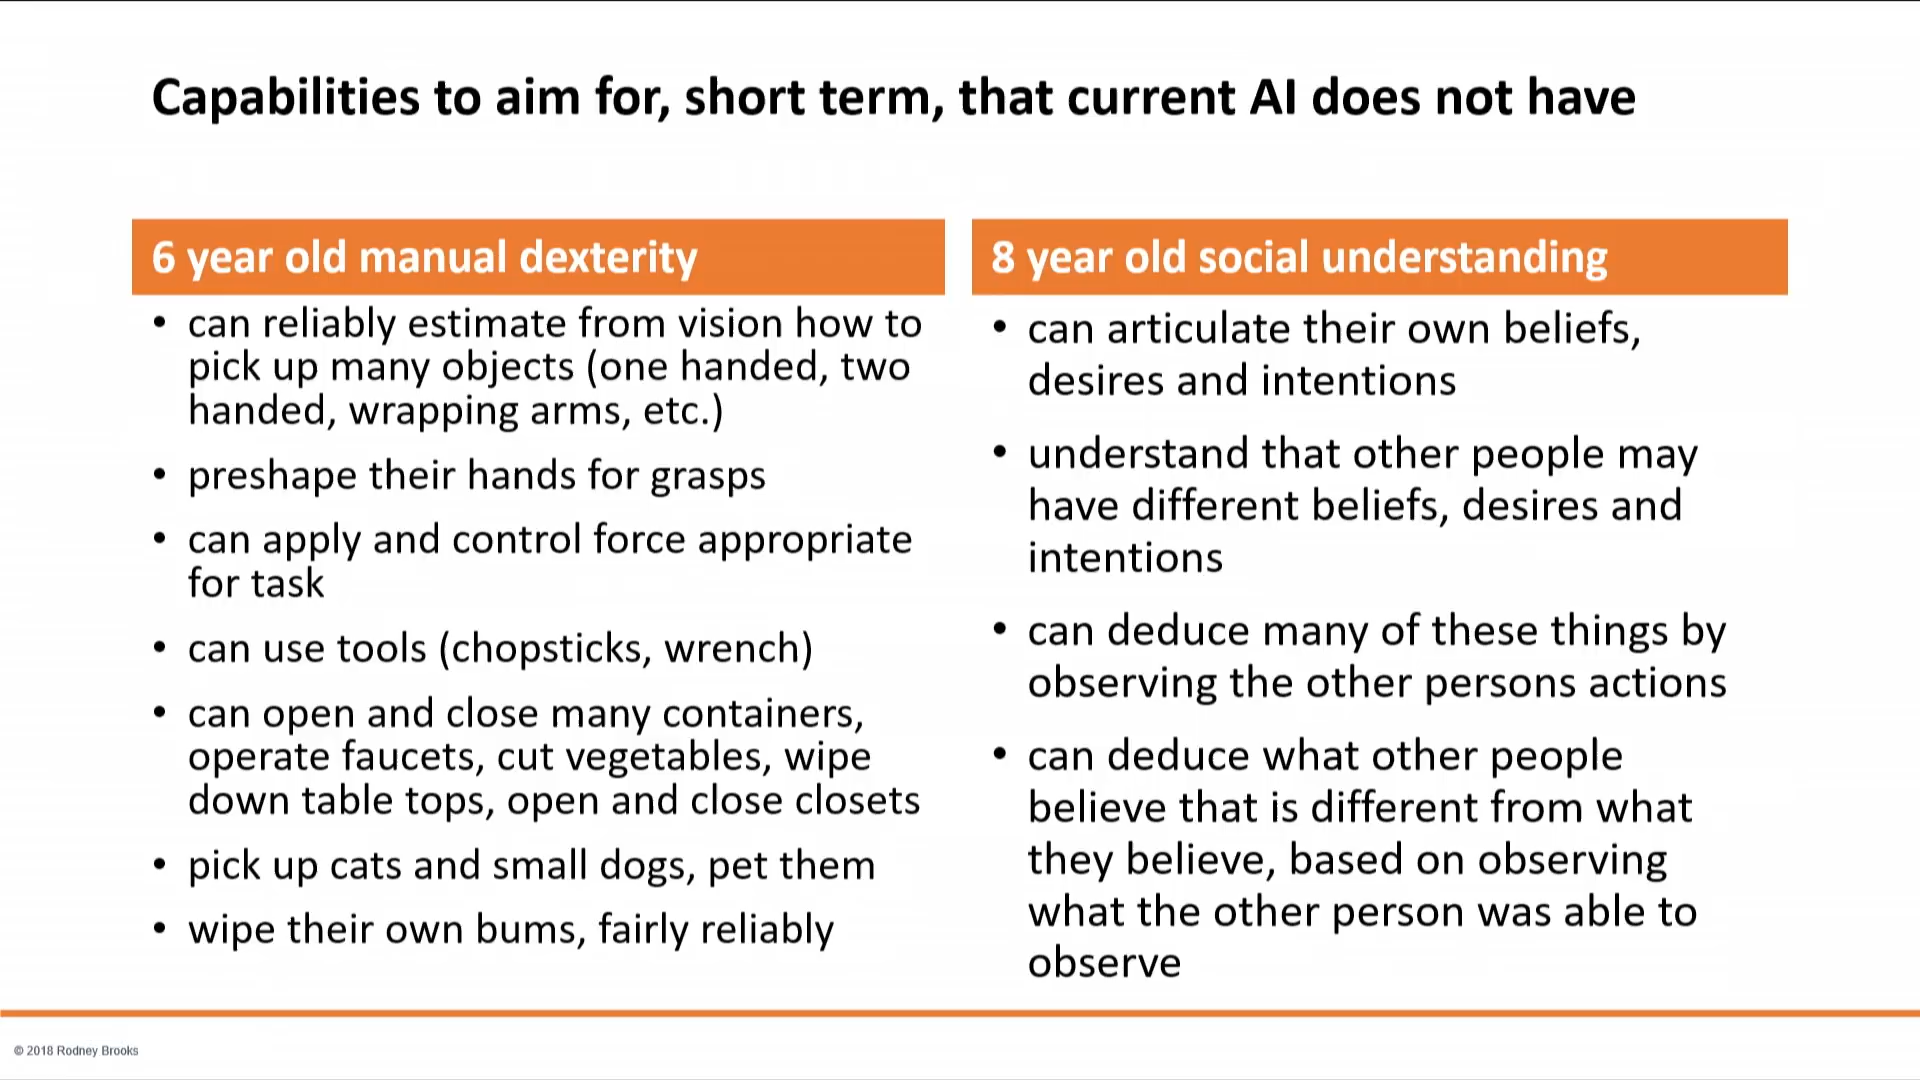 Capabilities to aim for, short term, that current AI does not have
6 year old manual dexterity
• can reliably estimate from vision how to
pick up many objects (one handed, two
handed, wrapping arms, etc.)
• preshape their hands for grasps
• can apply and control force appropriate
for task
• can use tools (chopsticks, wrench)
• can open and close many containers,
operate faucets, cut vegetables, wipe
down table tops, open and close closets
• pick up cats and small dogs, pet them
• wipe their own bums, fairly reliably
8 year old social understanding
• can articulate their own beliefs,
desires and intentions
• understand that other people may
have different beliefs, desires and
intentions
• can deduce many of these things by
observing the other persons actions
• can deduce what other people
believe that is different from what
they believe, based on observing
what the other person was able to
observe
© 2018 Rodney Brooks